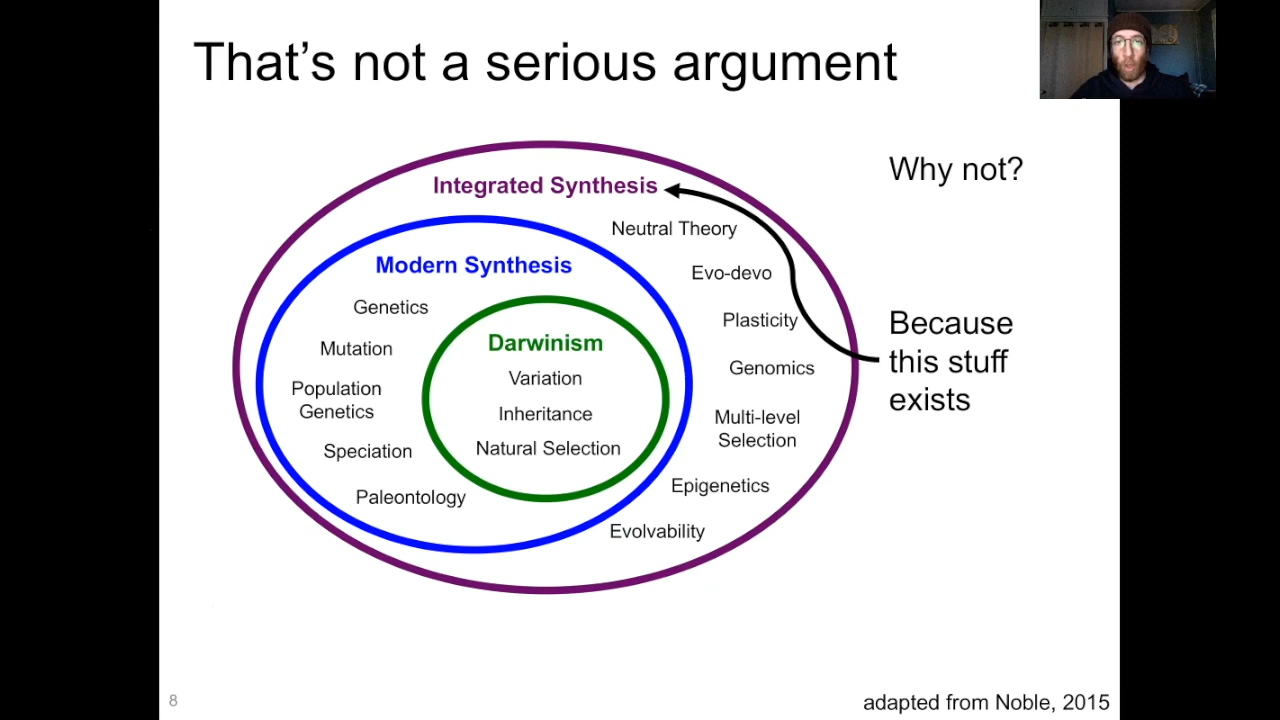 That's not a serious argument
Why not?
Integrated Synthesis
Neutral Theory
Modern Synthesis
Evo-devo
Genetics
Plasticity
Because
this stuff
exists
Darwinism
Mutation
Genomics
Variation
Population
Genetics
Inheritance
Multi-level
Selection
Speciation
Natural Selection
Epigenetics
Paleontology
Evolvability
8
adapted from Noble, 2015